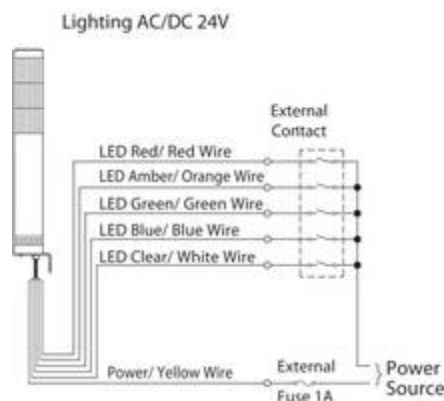 Lighting AC/DC 24V
External
Contact
LED Red/ Red Wire
LED Amber/ Orange Wire
LED Green/ Green Wire
LED Blue/ Blue Wire
LED Clear/ White Wire
Power/ Yellow Wire
External
Fuse 1A
Power
Source